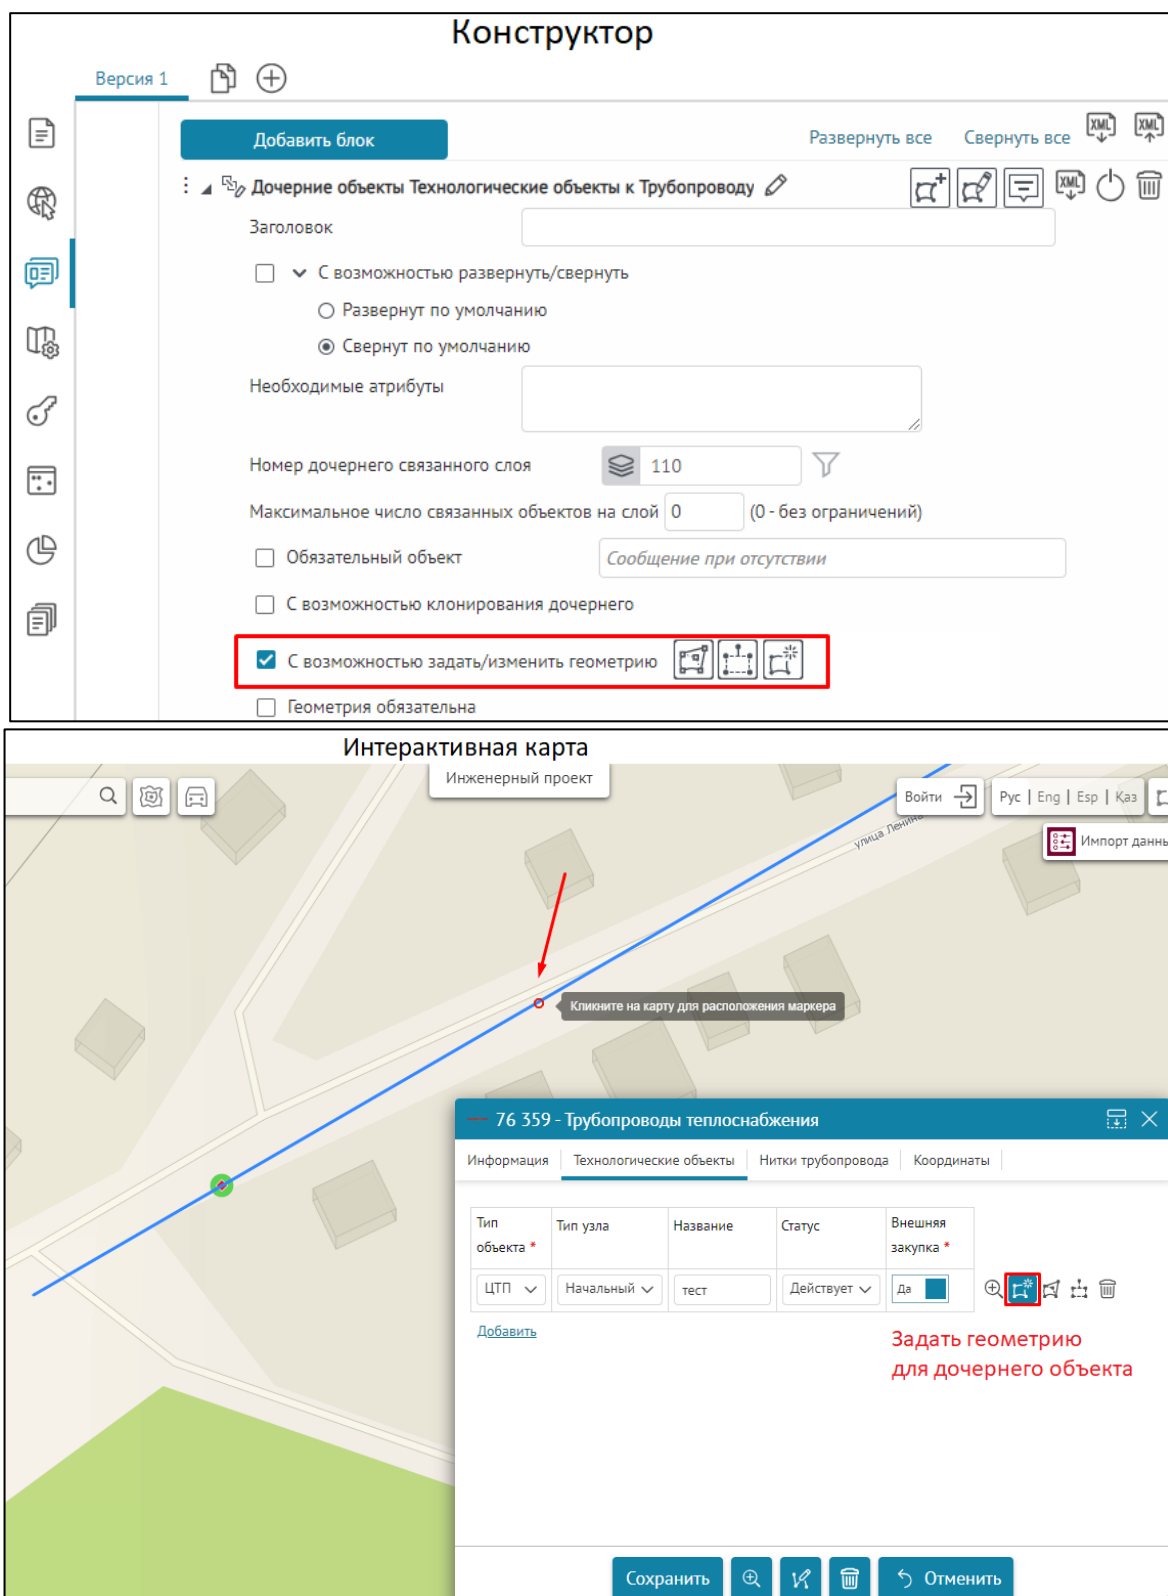 Конструктор
Версия 1
Добавить блок
Развернуть все
Свернуть все
XML
XML
Дочерние объекты Технологические объекты к Трубопроводу
XML
Заголовок
С возможностью развернуть/свернуть
Развернут по умолчанию
Свернут по умолчанию
Необходимые атрибуты
Номер дочернего связанного слоя
110
Максимальное число связанных объектов на слой
0
(0 - без ограничений)
Обязательный объект
Сообщение при отсутствии
С возможностью клонирования дочернего
С возможностью задать/изменить геометрию
Геометрия обязательна
Интерактивная карта
Инженерный проект
Войти
Рус | Eng | Esp | Қаз
улица Ленина
Импорт данны
Кликните на карту для расположения маркера
76 359 - Трубопроводы теплоснабжения
Информация
Технологические объекты
Нитки трубопровода
Координаты
Тип объекта *
Тип узла
Название
Статус
Внешняя закупка *
ЦТП
Начальный
тест
Действует
Да
Добавить
Задать геометрию
для дочернего объекта
Сохранить
Отменить